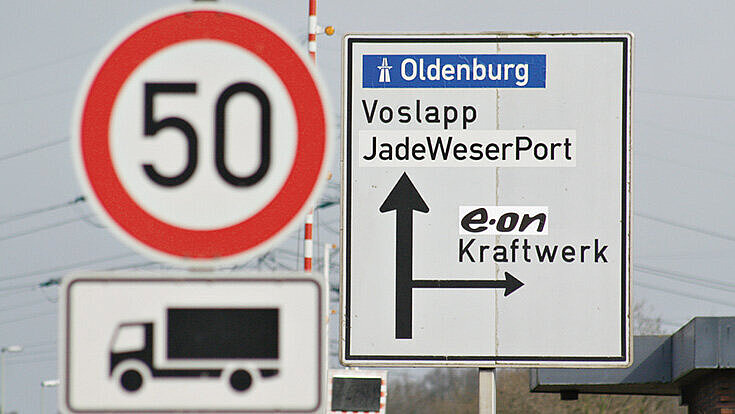 50
Oldenburg
Voslapp
JadeWeserPort
e·on
Kraftwerk